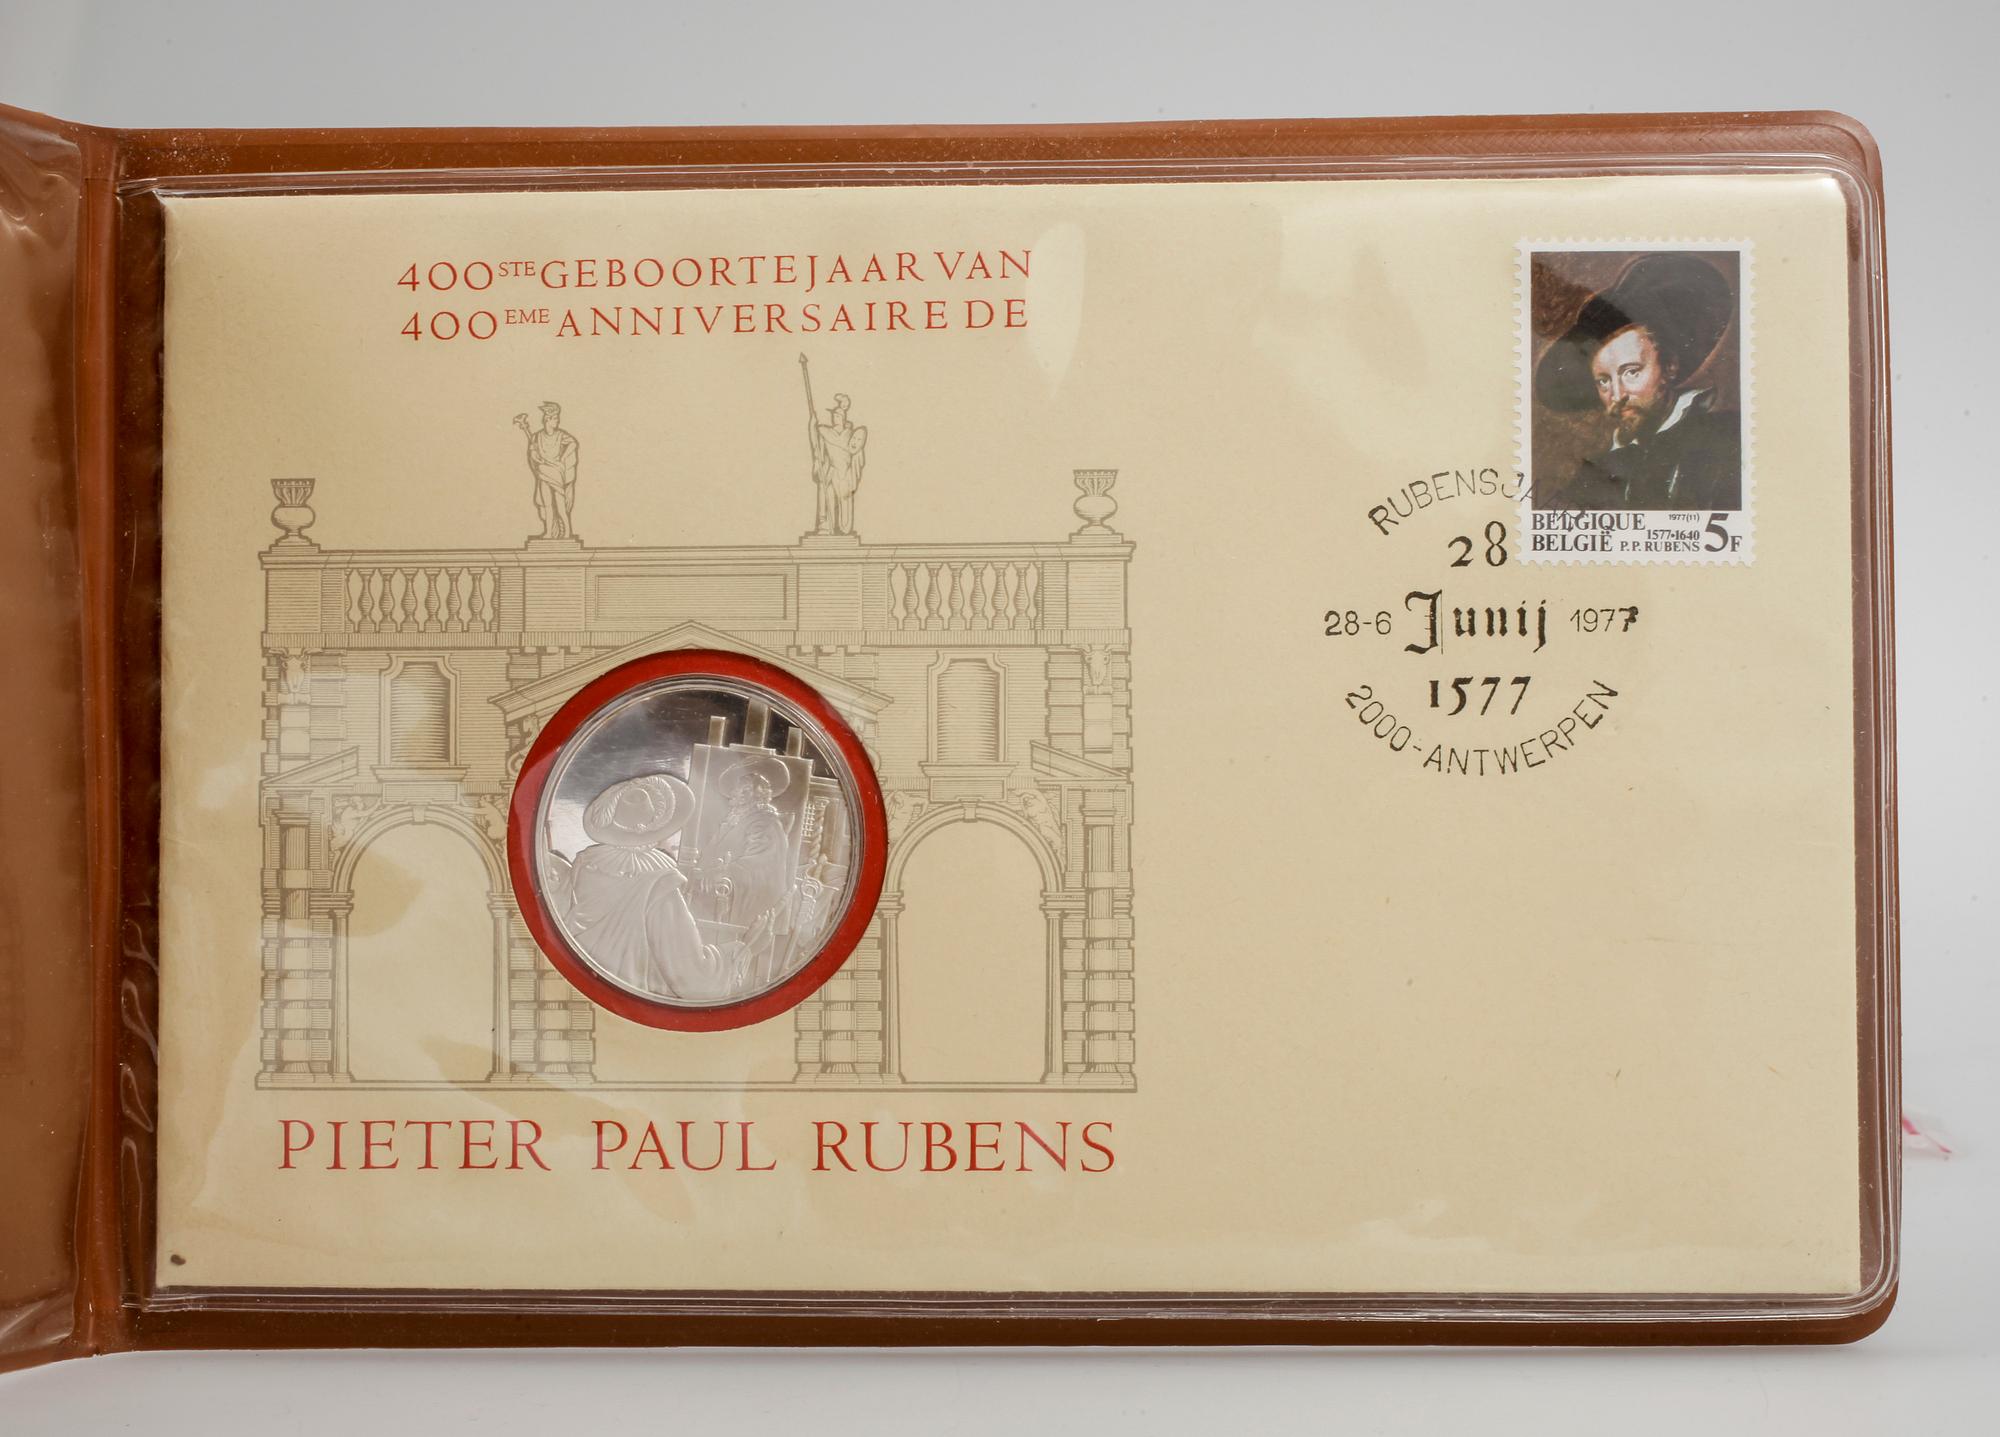 400STE GEBOORTEJAAR VAN
400EME ANNIVERSAIRE DE
PIETER PAUL RUBENS
BELGIQUE 1977(11)
BELGIË 1577•1640
P.P. RUBENS 5F
RUBENSJAAR
28
28-6 Junij 1977
1577
2000-ANTWERPEN